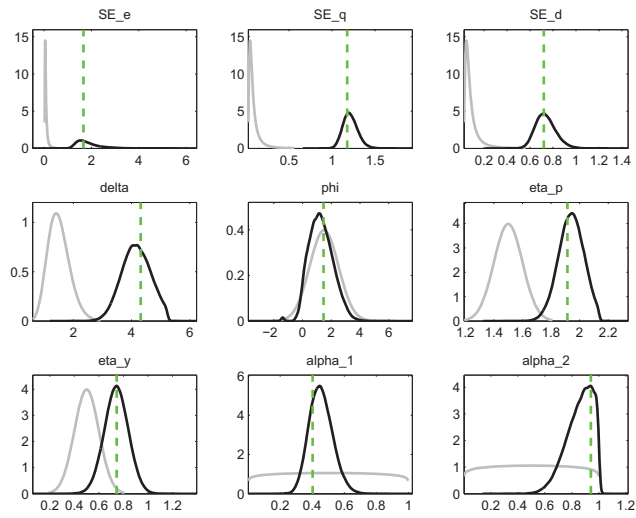 SE_e SE_q SE_d
15 15 15
10 10 10
5 5 5
0 0 0
0 2 4 6 0.5 1 1.5 0.2 0.4 0.6 0.8 1 1.2 1.4
delta phi eta_p
1 0.4 4
3
0.5 0.2 2
1
0 0 0
2 4 6 −2 0 2 4 6 1.2 1.4 1.6 1.8 2 2.2
eta_y alpha_1 alpha_2
4 6 4
3 4 3
2 2
1 2 1
0 0 0
0.2 0.4 0.6 0.8 1 1.2 0 0.2 0.4 0.6 0.8 1 0.2 0.4 0.6 0.8 1 1.2